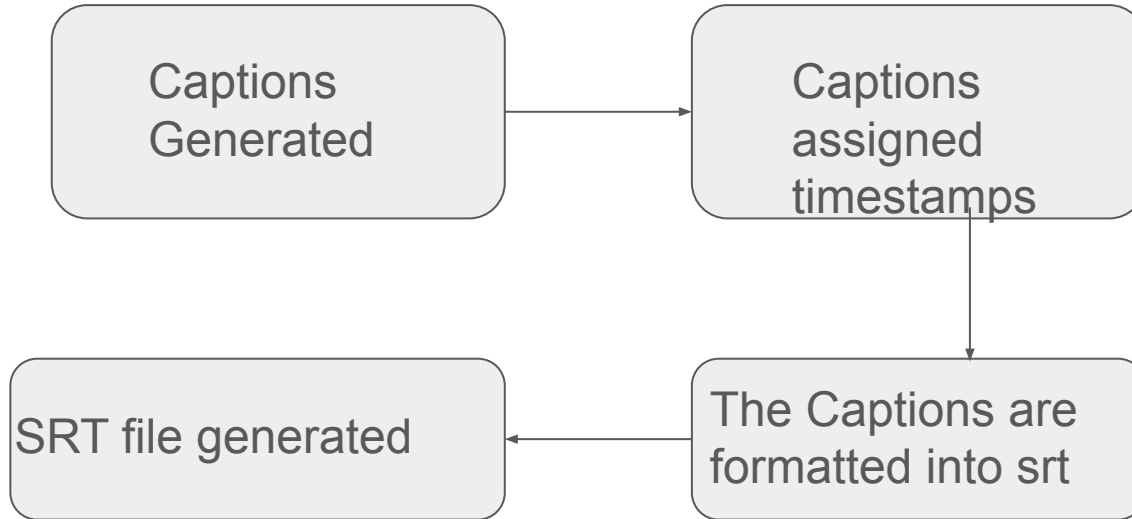 Captions
Generated
Captions
assigned
timestamps
The Captions are
formatted into srt
SRT file generated